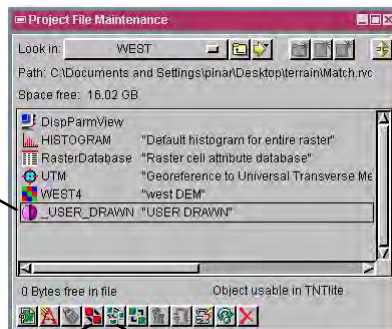 Project File Maintenance
Look in: WEST
Path: C:\Documents and Settings\pinar\Desktop\terrain\Match.rvc
Space free: 16.02 GB
DispParmView
HISTOGRAM "Default histogram for entire raster"
RasterDatabase "Raster cell attribute database"
UTM "Georeference to Universal Transverse Me
WEST4 "west DEM"
_USER_DRAWN "USER DRAWN"
0 Bytes free in file Object usable in TNTlite